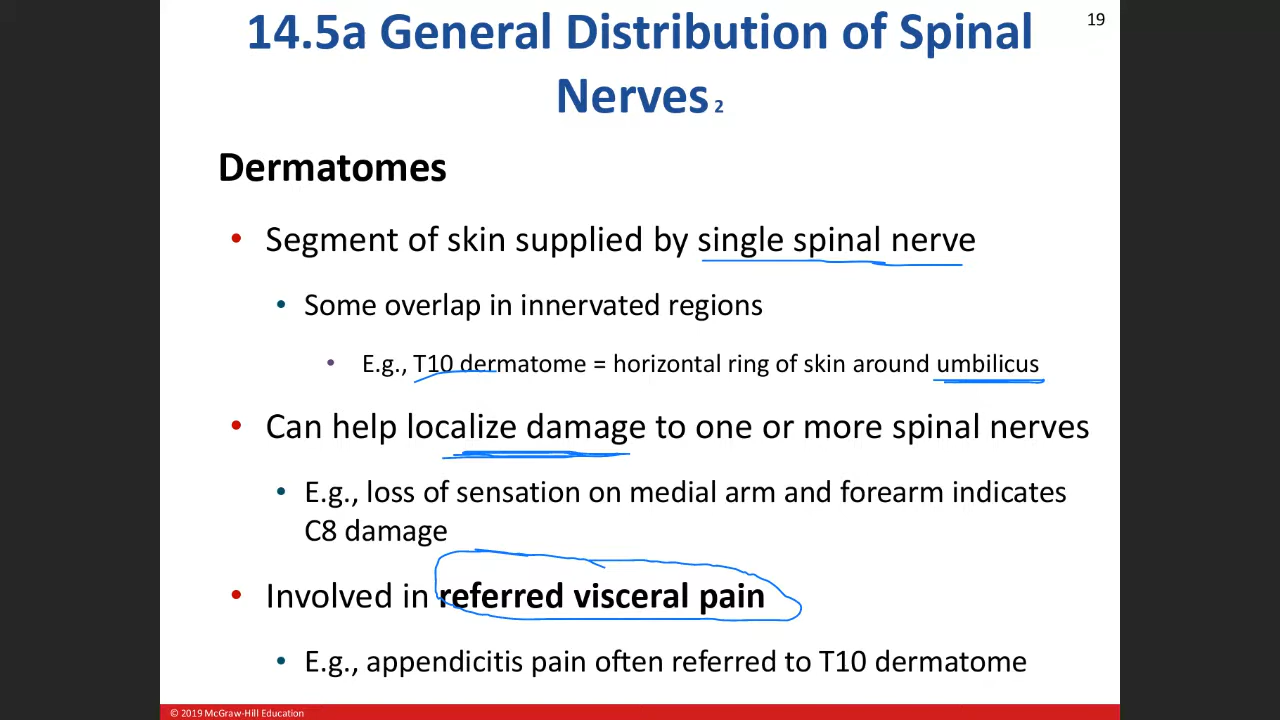 19
14.5a General Distribution of Spinal
Nerves 2
Dermatomes
• Segment of skin supplied by single spinal nerve
• Some overlap in innervated regions
• E.g., T10 dermatome = horizontal ring of skin around umbilicus
• Can help localize damage to one or more spinal nerves
• E.g., loss of sensation on medial arm and forearm indicates
C8 damage
• Involved in referred visceral pain
• E.g., appendicitis pain often referred to T10 dermatome
© 2019 McGraw-Hill Education